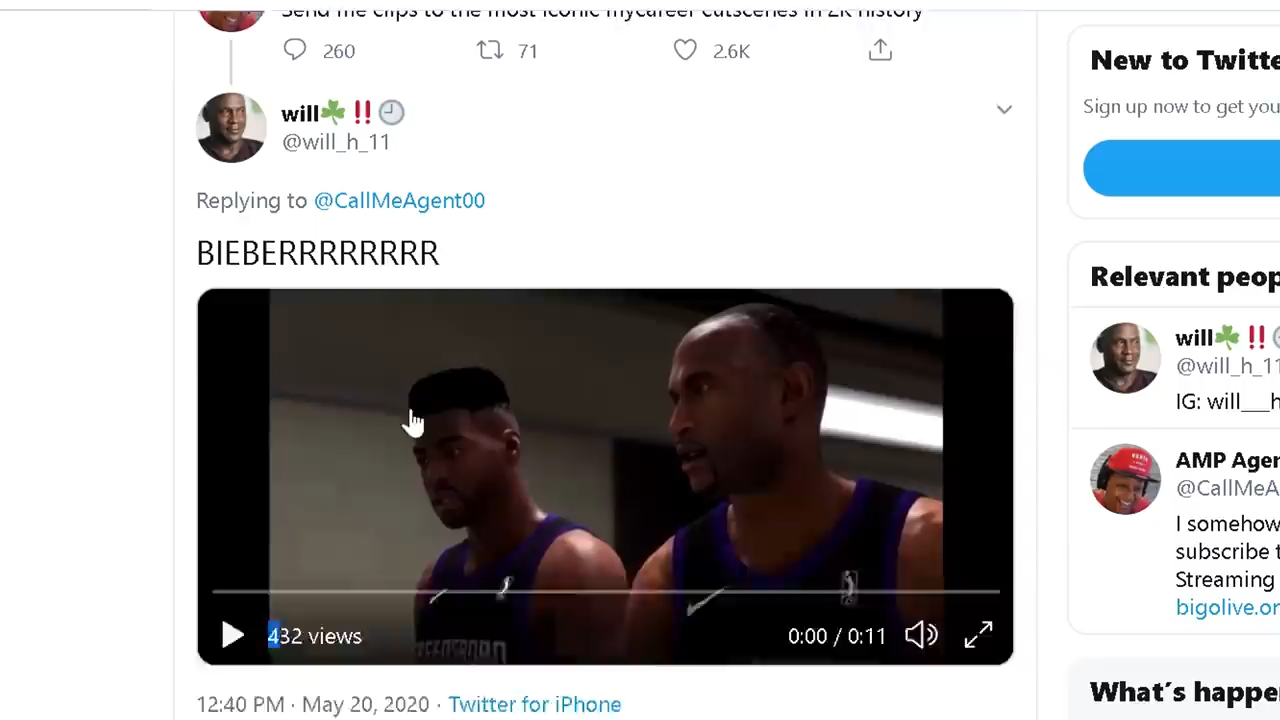 Send me clips to the most iconic mycareer cutscenes in 2K history
260 71 2.6K
will☘️‼️🕘
@will_h_11
Replying to @CallMeAgent00
BIEBERRRRRRRR
432 views
0:00 / 0:11
12:40 PM · May 20, 2020 · Twitter for iPhone
New to Twitte
Sign up now to get you
Relevant peop
will☘️‼️
@will_h_11
IG: will___h
AMP Agen
@CallMeA
I somehow
subscribe t
Streaming
bigolive.or
What's happe